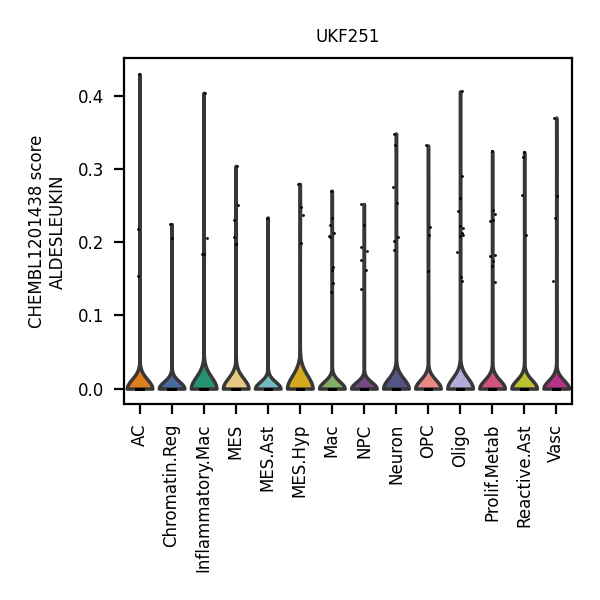 UKF251
CHEMBL1201438 score
ALDESLEUKIN
0.4
0.3
0.2
0.1
0.0
AC
Chromatin.Reg
Inflammatory.Mac
MES
MES.Ast
MES.Hyp
Mac
NPC
Neuron
OPC
Oligo
Prolif.Metab
Reactive.Ast
Vasc